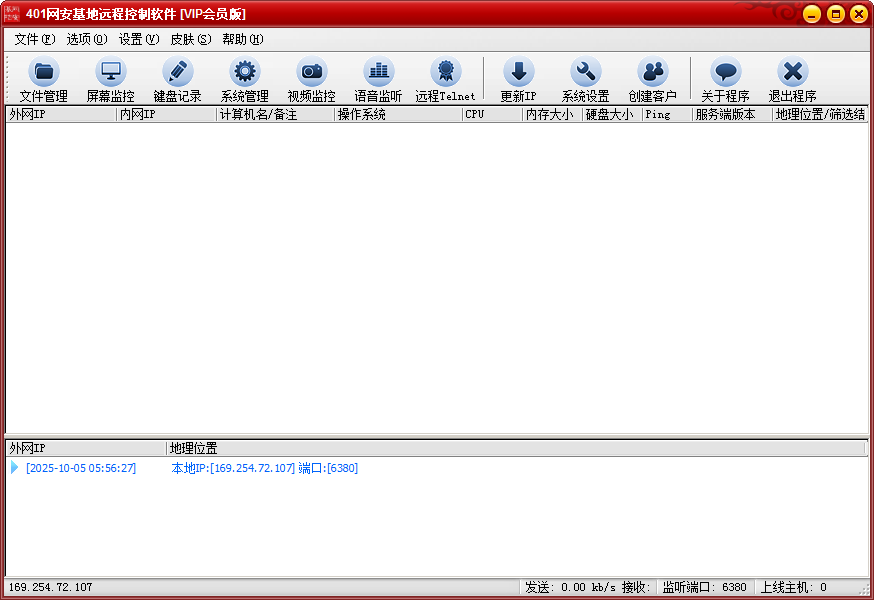 401网安基地远程控制软件 [VIP会员版]
文件(F) 选项(O) 设置(V) 皮肤(S) 帮助(H)
文件管理 屏幕监控 键盘记录 系统管理 视频监控 语音监听 远程Telnet 更新IP 系统设置 创建客户 关于程序 退出程序
外网IP 内网IP 计算机名/备注 操作系统 CPU 内存大小 硬盘大小 Ping 服务端版本 地理位置/筛选结
外网IP 地理位置
[2025-10-05 05:56:27] 本地IP:[169.254.72.107] 端口:[6380]
169.254.72.107 发送: 0.00 kb/s 接收: 监听端口: 6380 上线主机: 0